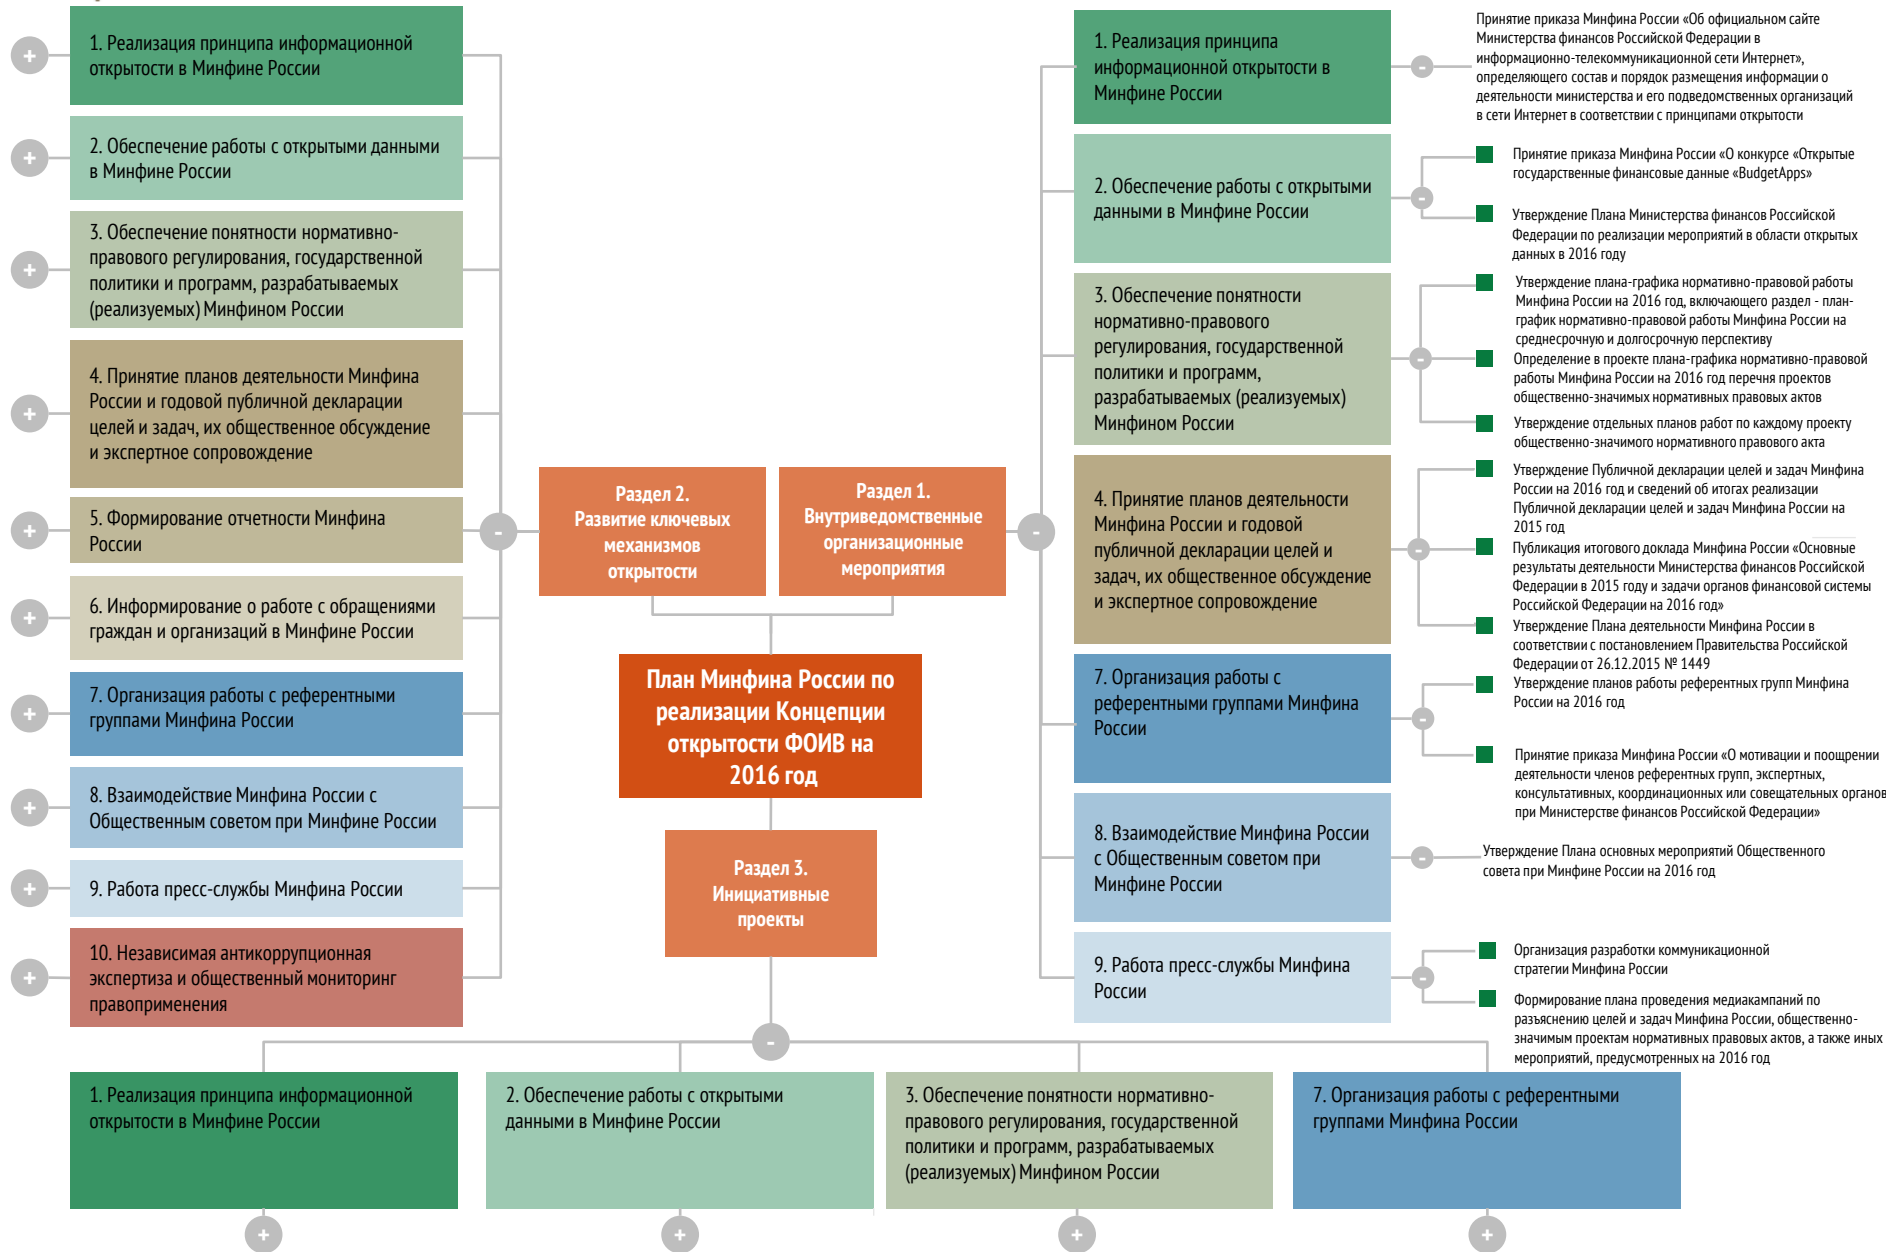 1. Реализация принципа информационной
открытости в Минфине России
2. Обеспечение работы с открытыми данными
в Минфине России
3. Обеспечение понятности нормативно-
правового регулирования, государственной
политики и программ, разрабатываемых
(реализуемых) Минфином России
4. Принятие планов деятельности Минфина
России и годовой публичной декларации
целей и задач, их общественное обсуждение
и экспертное сопровождение
5. Формирование отчетности Минфина
России
6. Информирование о работе с обращениями
граждан и организаций в Минфине России
7. Организация работы с референтными
группами Минфина России
8. Взаимодействие Минфина России с
Общественным советом при Минфине России
9. Работа пресс-службы Минфина России
10. Независимая антикоррупционная
экспертиза и общественный мониторинг
правоприменения
Раздел 2.
Развитие ключевых
механизмов
открытости
Раздел 1.
Внутриведомственные
организационные
мероприятия
План Минфина России по
реализации Концепции
открытости ФОИВ на
2016 год
Раздел 3.
Инициативные
проекты
1. Реализация принципа
информационной открытости в
Минфине России
Принятие приказа Минфина России «Об официальном сайте
Министерства финансов Российской Федерации в
информационно-телекоммуникационной сети Интернет»,
определяющего состав и порядок размещения информации о
деятельности министерства и его подведомственных организаций
в сети Интернет в соответствии с принципами открытости
2. Обеспечение работы с открытыми
данными в Минфине России
Принятие приказа Минфина России «О конкурсе «Открытые
государственные финансовые данные «BudgetApps»
Утверждение Плана Министерства финансов Российской
Федерации по реализации мероприятий в области открытых
данных в 2016 году
3. Обеспечение понятности
нормативно-правового
регулирования, государственной
политики и программ,
разрабатываемых (реализуемых)
Минфином России
Утверждение плана-графика нормативно-правовой работы
Минфина России на 2016 год, включающего раздел - план-
график нормативно-правовой работы Минфина России на
среднесрочную и долгосрочную перспективу
Определение в проекте плана-графика нормативно-правовой
работы Минфина России на 2016 год перечня проектов
общественно-значимых нормативных правовых актов
Утверждение отдельных планов работ по каждому проекту
общественно-значимого нормативного правового акта
4. Принятие планов деятельности
Минфина России и годовой
публичной декларации целей и
задач, их общественное обсуждение
и экспертное сопровождение
Утверждение Публичной декларации целей и задач Минфина
России на 2016 год и сведений об итогах реализации
Публичной декларации целей и задач Минфина России на
2015 год
Публикация итогового доклада Минфина России «Основные
результаты деятельности Министерства финансов Российской
Федерации в 2015 году и задачи органов финансовой системы
Российской Федерации на 2016 год»
Утверждение Плана деятельности Минфина России в
соответствии с постановлением Правительства Российской
Федерации от 26.12.2015 № 1449
7. Организация работы с
референтными группами Минфина
России
Утверждение планов работы референтных групп Минфина
России на 2016 год
Принятие приказа Минфина России «О мотивации и поощрении
деятельности членов референтных групп, экспертных,
консультативных, координационных или совещательных органов
при Министерстве финансов Российской Федерации»
8. Взаимодействие Минфина России
с Общественным советом при
Минфине России
Утверждение Плана основных мероприятий Общественного
совета при Минфине России на 2016 год
9. Работа пресс-службы Минфина
России
Организация разработки коммуникационной
стратегии Минфина России
Формирование плана проведения медиакампаний по
разъяснению целей и задач Минфина России, общественно-
значимым проектам нормативных правовых актов, а также иных
мероприятий, предусмотренных на 2016 год
1. Реализация принципа информационной
открытости в Минфине России
2. Обеспечение работы с открытыми
данными в Минфине России
3. Обеспечение понятности нормативно-
правового регулирования, государственной
политики и программ, разрабатываемых
(реализуемых) Минфином России
7. Организация работы с референтными
группами Минфина России